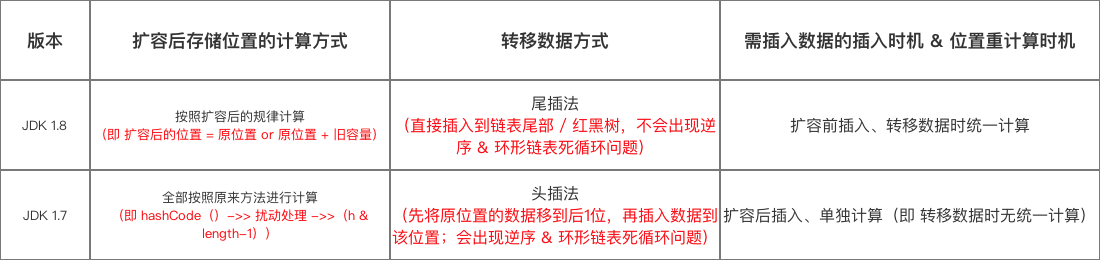 版本
扩容后存储位置的计算方式
转移数据方式
需插入数据的插入时机 & 位置重计算时机
JDK 1.8
按照扩容后的规律计算
（即 扩容后的位置 = 原位置 or 原位置 + 旧容量）
尾插法
（直接插入到链表尾部 / 红黑树，不会出现逆
序 & 环形链表死循环问题）
扩容前插入、转移数据时统一计算
JDK 1.7
全部按照原来方法进行计算
（即 hashCode（）->> 扰动处理 ->>（h &
length-1））
头插法
（先将原位置的数据移到后1位，再插入数据到
该位置；会出现逆序 & 环形链表死循环问题）
扩容后插入、单独计算（即 转移数据时无统一计算）